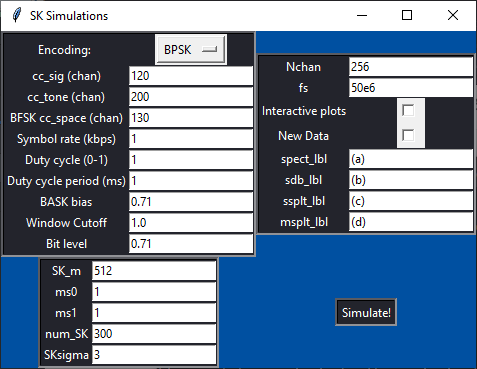 SK Simulations
Encoding: BPSK
cc_sig (chan) 120
cc_tone (chan) 200
BFSK cc_space (chan) 130
Symbol rate (kbps) 1
Duty cycle (0-1) 1
Duty cycle period (ms) 1
BASK bias 0.71
Window Cutoff 1.0
Bit level 0.71
Nchan 256
fs 50e6
Interactive plots
New Data
spect_lbl (a)
sdb_lbl (b)
ssplt_lbl (c)
msplt_lbl (d)
SK_m 512
ms0 1
ms1 1
num_SK 300
SKsigma 3
Simulate!